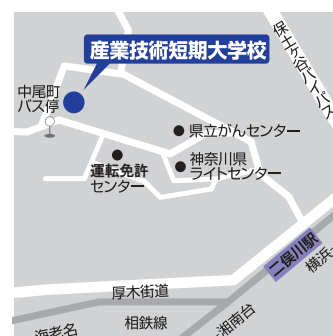 産業技術短期大学校
保土ヶ谷バイパス
中尾町
バス停
県立がんセンター
運転免許
センター
神奈川県
ライトセンター
二俣川駅
横浜→
厚木街道
相鉄線
←湘南台
←海老名